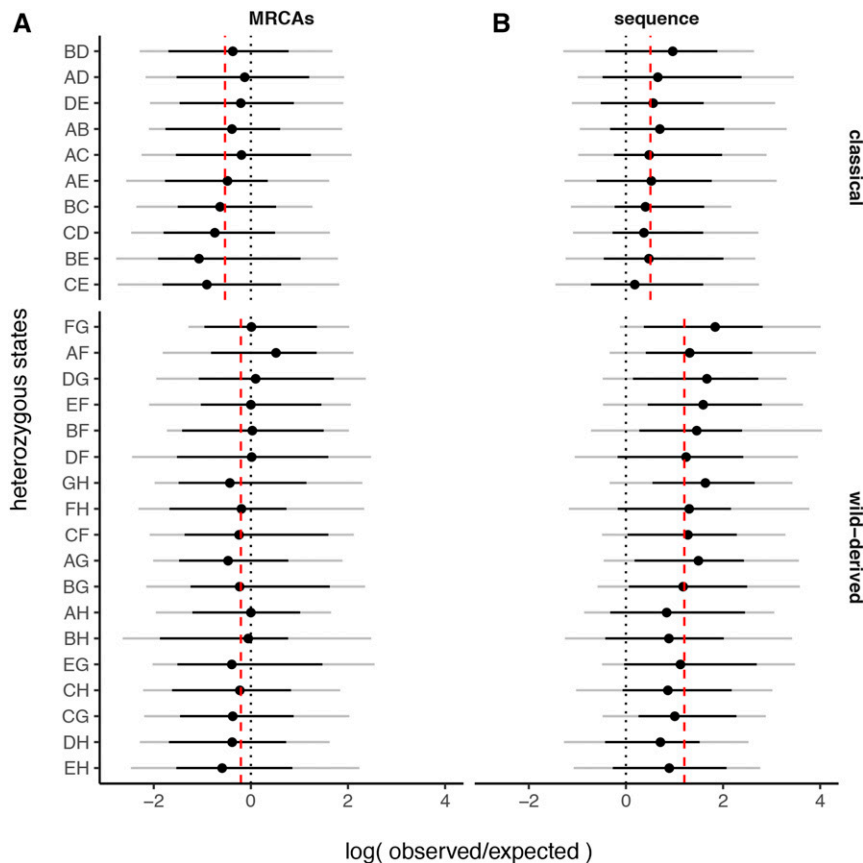 A
MRCAs
B
sequence
heterozygous states
BD
AD
DE
AB
AC
AE
BC
CD
BE
CE
classical
FG
AF
DG
EF
BF
DF
GH
FH
CF
AG
BG
AH
BH
EG
CH
CG
DH
EH
wild-derived
−2 0 2 4
−2 0 2 4
log( observed/expected )